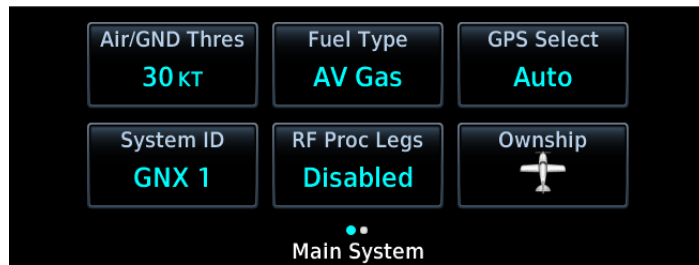 Air/GND Thres
30 KT
Fuel Type
AV Gas
GPS Select
Auto
System ID
GNX 1
RF Proc Legs
Disabled
Ownship
Main System